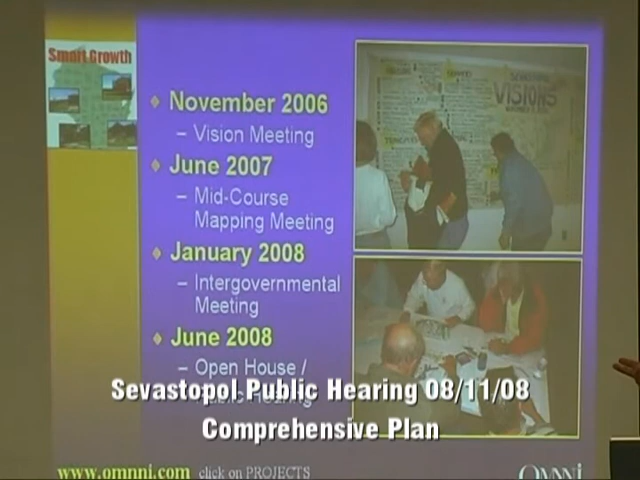 Smart Growth
November 2006
– Vision Meeting
June 2007
– Mid-Course
Mapping Meeting
January 2008
– Intergovernmental
Meeting
June 2008
– Open House /
VISIONS
Sevastopol Public Hearing 08/11/08
Comprehensive Plan
www.omnni.com click on PROJECTS
OMNNI